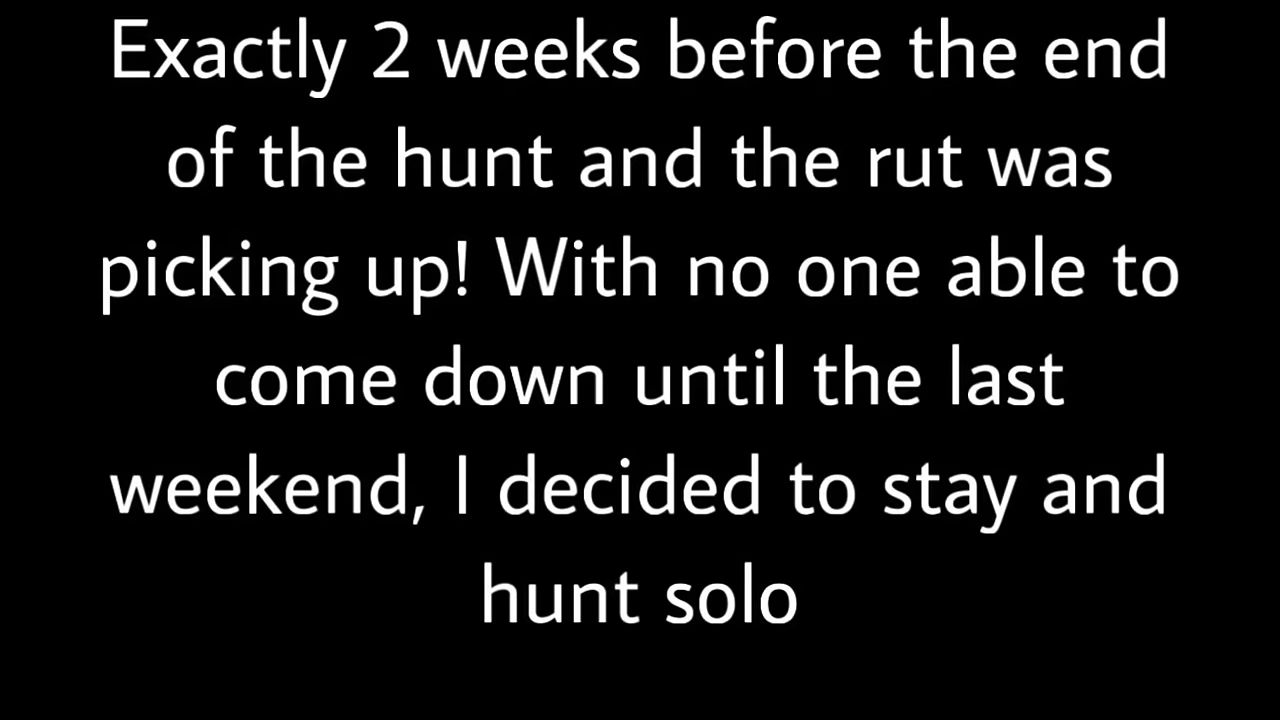 Exactly 2 weeks before the end
of the hunt and the rut was
picking up! With no one able to
come down until the last
weekend, I decided to stay and
hunt solo